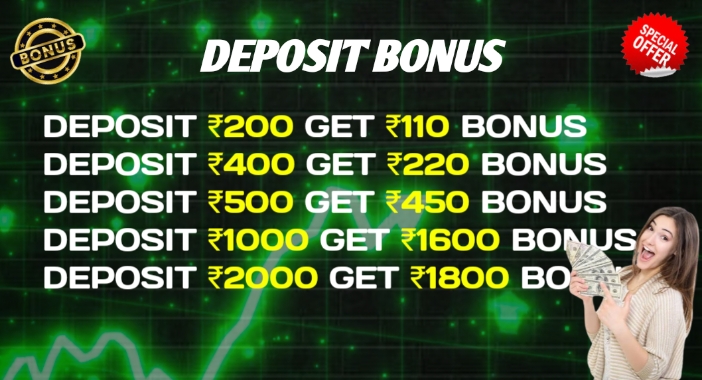 BONUS
DEPOSIT BONUS
SPECIAL
OFFER
DEPOSIT ₹200 GET ₹110 BONUS
DEPOSIT ₹400 GET ₹220 BONUS
DEPOSIT ₹500 GET ₹450 BONUS
DEPOSIT ₹1000 GET ₹1600 BONUS
DEPOSIT ₹2000 GET ₹1800 BO